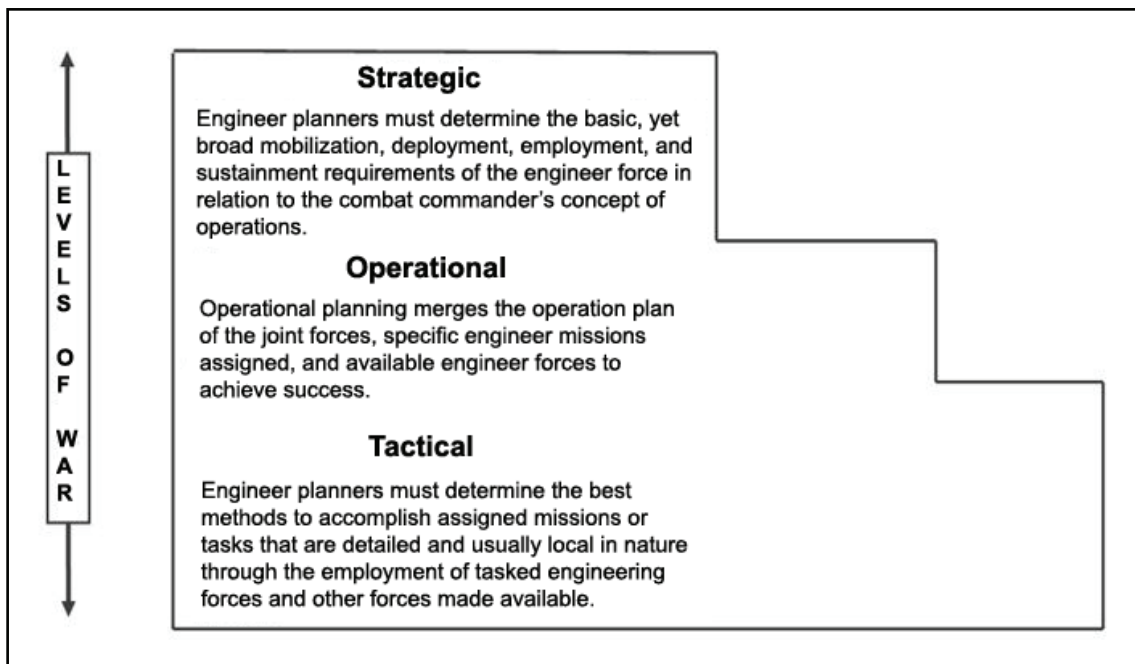 LEVELS OF WAR
Strategic
Engineer planners must determine the basic, yet
broad mobilization, deployment, employment, and
sustainment requirements of the engineer force in
relation to the combat commander's concept of
operations.
Operational
Operational planning merges the operation plan
of the joint forces, specific engineer missions
assigned, and available engineer forces to
achieve success.
Tactical
Engineer planners must determine the best
methods to accomplish assigned missions or
tasks that are detailed and usually local in nature
through the employment of tasked engineering
forces and other forces made available.